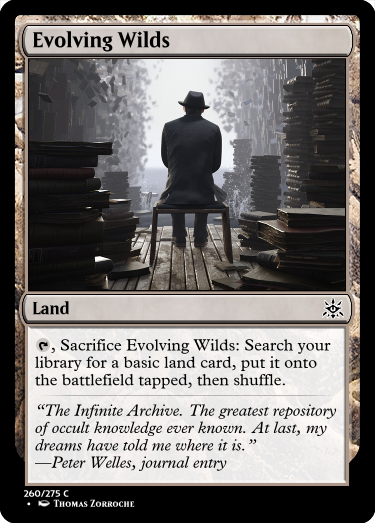 Evolving Wilds
Land
, Sacrifice Evolving Wilds: Search your
library for a basic land card, put it onto
the battlefield tapped, then shuffle.
“The Infinite Archive. The greatest repository
of occult knowledge ever known. At last, my
dreams have told me where it is.”
—Peter Welles, journal entry
260/275 C
• Thomas Zorroche